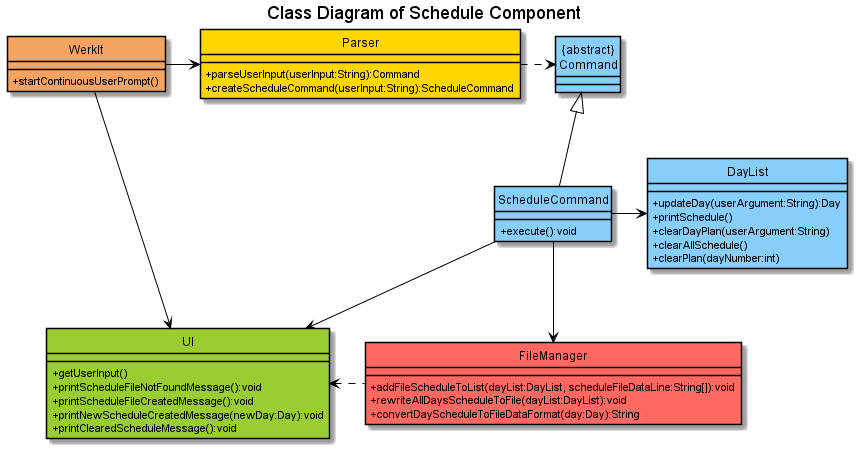 Class Diagram of Schedule Component
WerkIt
+startContinuousUserPrompt()
Parser
+parseUserInput(userInput:String):Command
+createScheduleCommand(userInput:String):ScheduleCommand
{abstract}
Command
DayList
+updateDay(userArgument:String):Day
+printSchedule()
+clearDayPlan(userArgument:String)
+clearAllSchedule()
+clearPlan(dayNumber:int)
ScheduleCommand
+execute():void
UI
+getUserInput()
+printScheduleFileNotFoundMessage():void
+printScheduleFileCreatedMessage():void
+printNewScheduleCreatedMessage(newDay:Day):void
+printClearedScheduleMessage():void
FileManager
+addFileScheduleToList(dayList:DayList, scheduleFileDataLine:String[]):void
+rewriteAllDaysScheduleToFile(dayList:DayList):void
+convertDayScheduleToFileDataFormat(day:Day):String